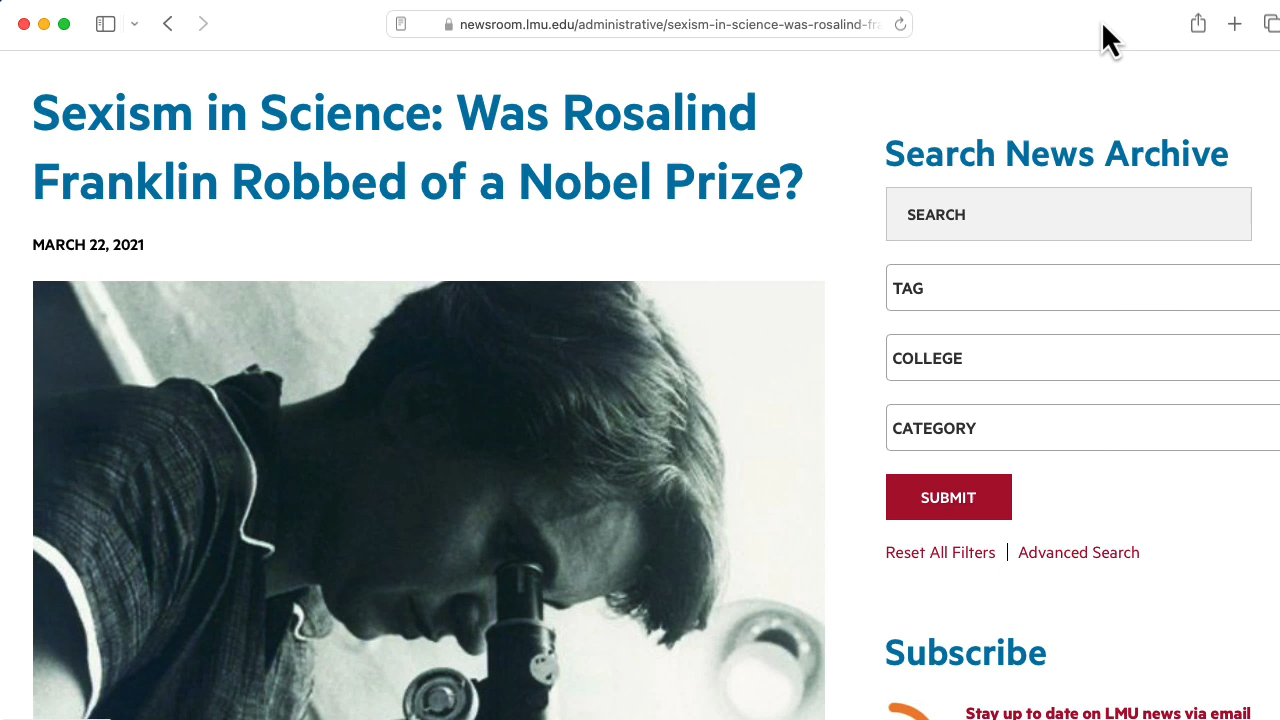 newsroom.lmu.edu/administrative/sexism-in-science-was-rosalind-fra
Sexism in Science: Was Rosalind
Franklin Robbed of a Nobel Prize?
MARCH 22, 2021
Search News Archive
SEARCH
TAG
COLLEGE
CATEGORY
SUBMIT
Reset All Filters | Advanced Search
Subscribe
Stay up to date on LMU news via email